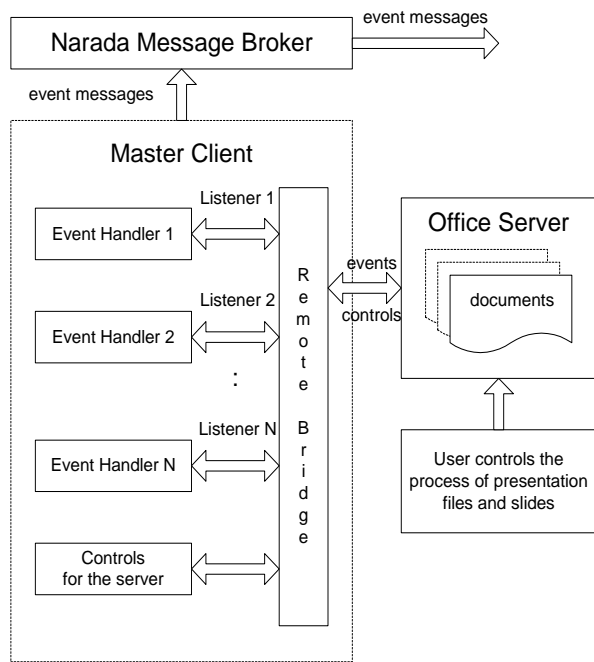 event messages
Narada Message Broker
event messages
Master Client
Listener 1
Event Handler 1
Listener 2
Event Handler 2
:
Listener N
Event Handler N
Controls
for the server
Remote Bridge
events
controls
Office Server
documents
User controls the
process of presentation
files and slides